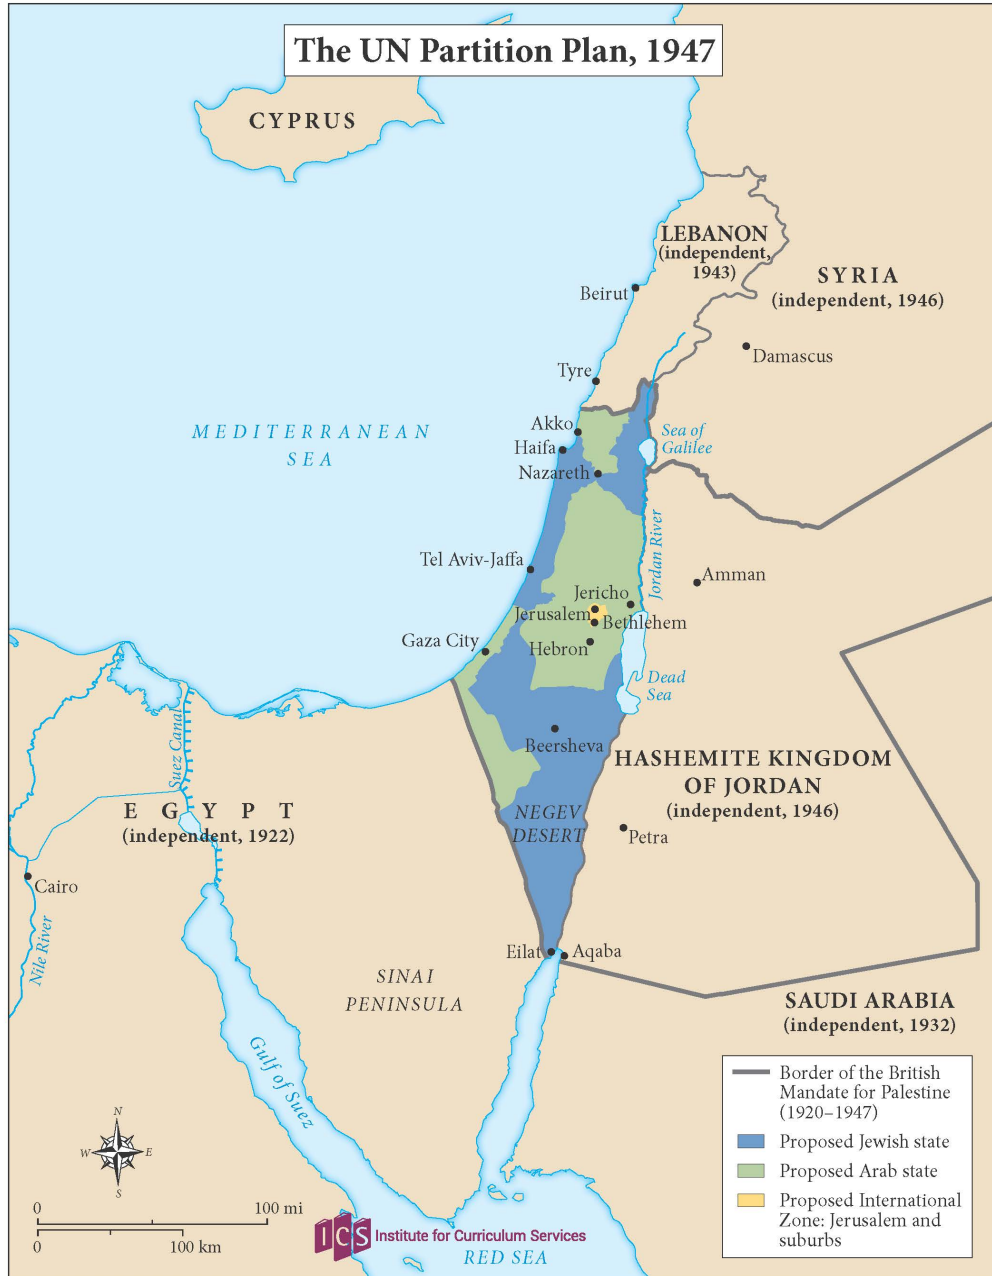 The UN Partition Plan, 1947
CYPRUS
LEBANON
(independent,
1943)
SYRIA
(independent, 1946)
Beirut
Damascus
Tyre
MEDITERRANEAN
SEA
Akko
Haifa
Nazareth
Sea of
Galilee
Tel Aviv-Jaffa
Jordan River
Amman
Jericho
Jerusalem
Bethlehem
Gaza City
Hebron
Dead
Sea
Suez Canal
Beersheva
HASHEMITE KINGDOM
OF JORDAN
(independent, 1946)
EGYPT
(independent, 1922)
NEGEV
DESERT
Petra
Cairo
Nile River
Eilat
Aqaba
SINAI
PENINSULA
SAUDI ARABIA
(independent, 1932)
Gulf of Suez
Border of the British
Mandate for Palestine
(1920–1947)
Proposed Jewish state
Proposed Arab state
Proposed International
Zone: Jerusalem and
suburbs
N
W
E
S
0
100 mi
0
100 km
ICS Institute for Curriculum Services
RED SEA